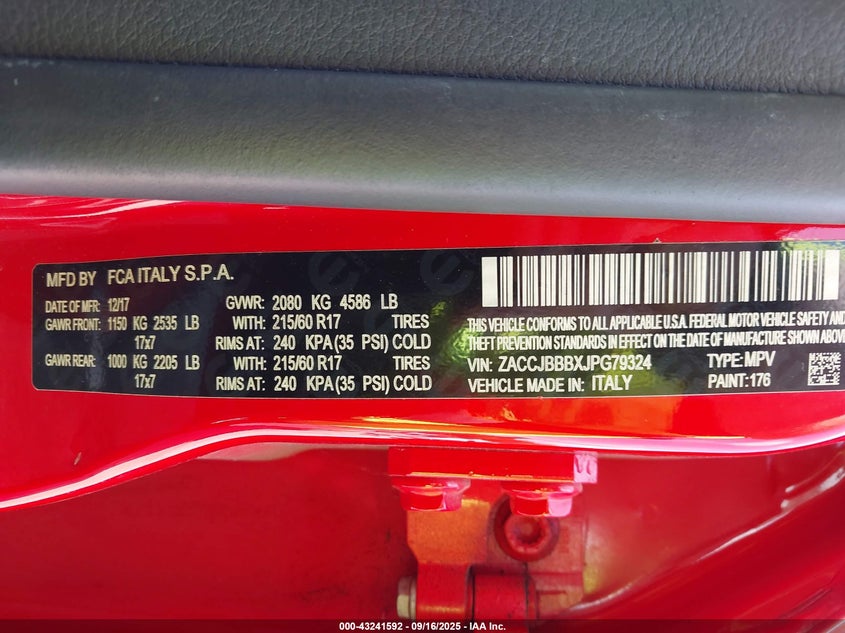 MFD BY FCA ITALY S.P.A.
DATE OF MFR: 12/17 GVWR: 2080 KG 4586 LB
GAWR FRONT: 1150 KG 2535 LB WITH: 215/60 R17 TIRES
17x7 RIMS AT: 240 KPA (35 PSI) COLD
GAWR REAR: 1000 KG 2205 LB WITH: 215/60 R17 TIRES
17x7 RIMS AT: 240 KPA (35 PSI) COLD
THIS VEHICLE CONFORMS TO ALL APPLICABLE U.S.A. FEDERAL MOTOR VEHICLE SAFETY
THEFT PREVENTION STANDARDS IN EFFECT ON THE DATE OF MANUFACTURE SHOWN
VIN: ZACCJBBBXJPG79324 TYPE: MPV
VEHICLE MADE IN: ITALY PAINT: 176
000-43241592 - 09/16/2025 - IAA Inc.